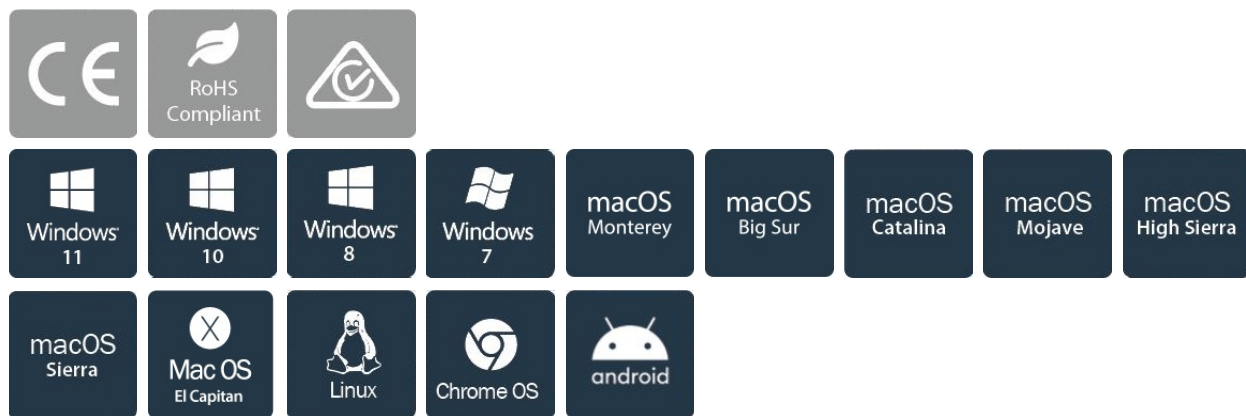 CE
RoHS
Compliant
Windows
11
Windows
10
Windows
8
Windows
7
macOS
Monterey
macOS
Big Sur
macOS
Catalina
macOS
Mojave
macOS
High Sierra
macOS
Sierra
X
Mac OS
El Capitan
Linux
Chrome OS
android